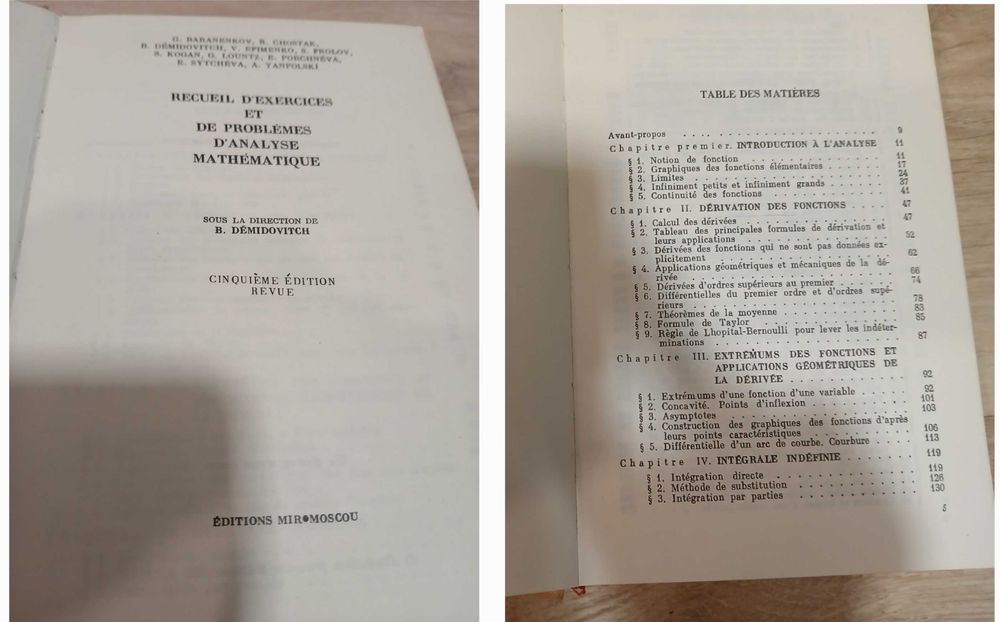 G. BARANENKOV, R. CHOSTAK,
B. DÉMIDOVITCH, V. EFIMENKO, S. FROLOV,
S. KOGAN, G. LOUNTZ, E. PORCHNÉVA,
E. SYTCHÉVA, A. YANPOLSKI
RECUEIL D'EXERCICES
ET
DE PROBLÈMES
D'ANALYSE
MATHÉMATIQUE
SOUS LA DIRECTION DE
B. DÉMIDOVITCH
CINQUIÈME ÉDITION
REVUE
ÉDITIONS MIR•MOSCOU
TABLE DES MATIÈRES
Avant-propos . . . . . . . . . . . . . . . . . . . . . 9
Chapitre premier. INTRODUCTION À L'ANALYSE 11
§ 1. Notion de fonction . . . . . . . . . . . . . . 11
§ 2. Graphiques des fonctions élémentaires . . . . . . 17
§ 3. Limites . . . . . . . . . . . . . . . . . . . 24
§ 4. Infiniment petits et infiniment grands . . . . . . 37
§ 5. Continuité des fonctions . . . . . . . . . . . . 41
Chapitre II. DÉRIVATION DES FONCTIONS . . . . 47
§ 1. Calcul des dérivées . . . . . . . . . . . . . . 47
§ 2. Tableau des principales formules de dérivation et
leurs applications . . . . . . . . . . . . . . 52
§ 3. Dérivées des fonctions qui ne sont pas données ex-
plicitement . . . . . . . . . . . . . . . . . 62
§ 4. Applications géométriques et mécaniques de la dé-
rivée . . . . . . . . . . . . . . . . . . . . 66
§ 5. Dérivées d'ordres supérieurs au premier . . . . . . 74
§ 6. Différentielles du premier ordre et d'ordres supé-
rieurs . . . . . . . . . . . . . . . . . . . 78
§ 7. Théorèmes de la moyenne . . . . . . . . . . . . 83
§ 8. Formule de Taylor . . . . . . . . . . . . . . 85
§ 9. Règle de Lhopital-Bernoulli pour lever les indéter-
minations . . . . . . . . . . . . . . . . . . 87
Chapitre III. EXTRÉMUMS DES FONCTIONS ET
APPLICATIONS GÉOMÉTRIQUES DE
LA DÉRIVÉE . . . . . . . . . . . . 92
§ 1. Extrémums d'une fonction d'une variable . . . . . 92
§ 2. Concavité. Points d'inflexion . . . . . . . . . . 101
§ 3. Asymptotes . . . . . . . . . . . . . . . . . 103
§ 4. Construction des graphiques des fonctions d'après
leurs points caractéristiques . . . . . . . . . . 106
§ 5. Différentielle d'un arc de courbe. Courbure . . . . 113
Chapitre IV. INTÉGRALE INDÉFINIE . . . . . . . 119
§ 1. Intégration directe . . . . . . . . . . . . . . 119
§ 2. Méthode de substitution . . . . . . . . . . . . 126
§ 3. Intégration par parties . . . . . . . . . . . . 130
5